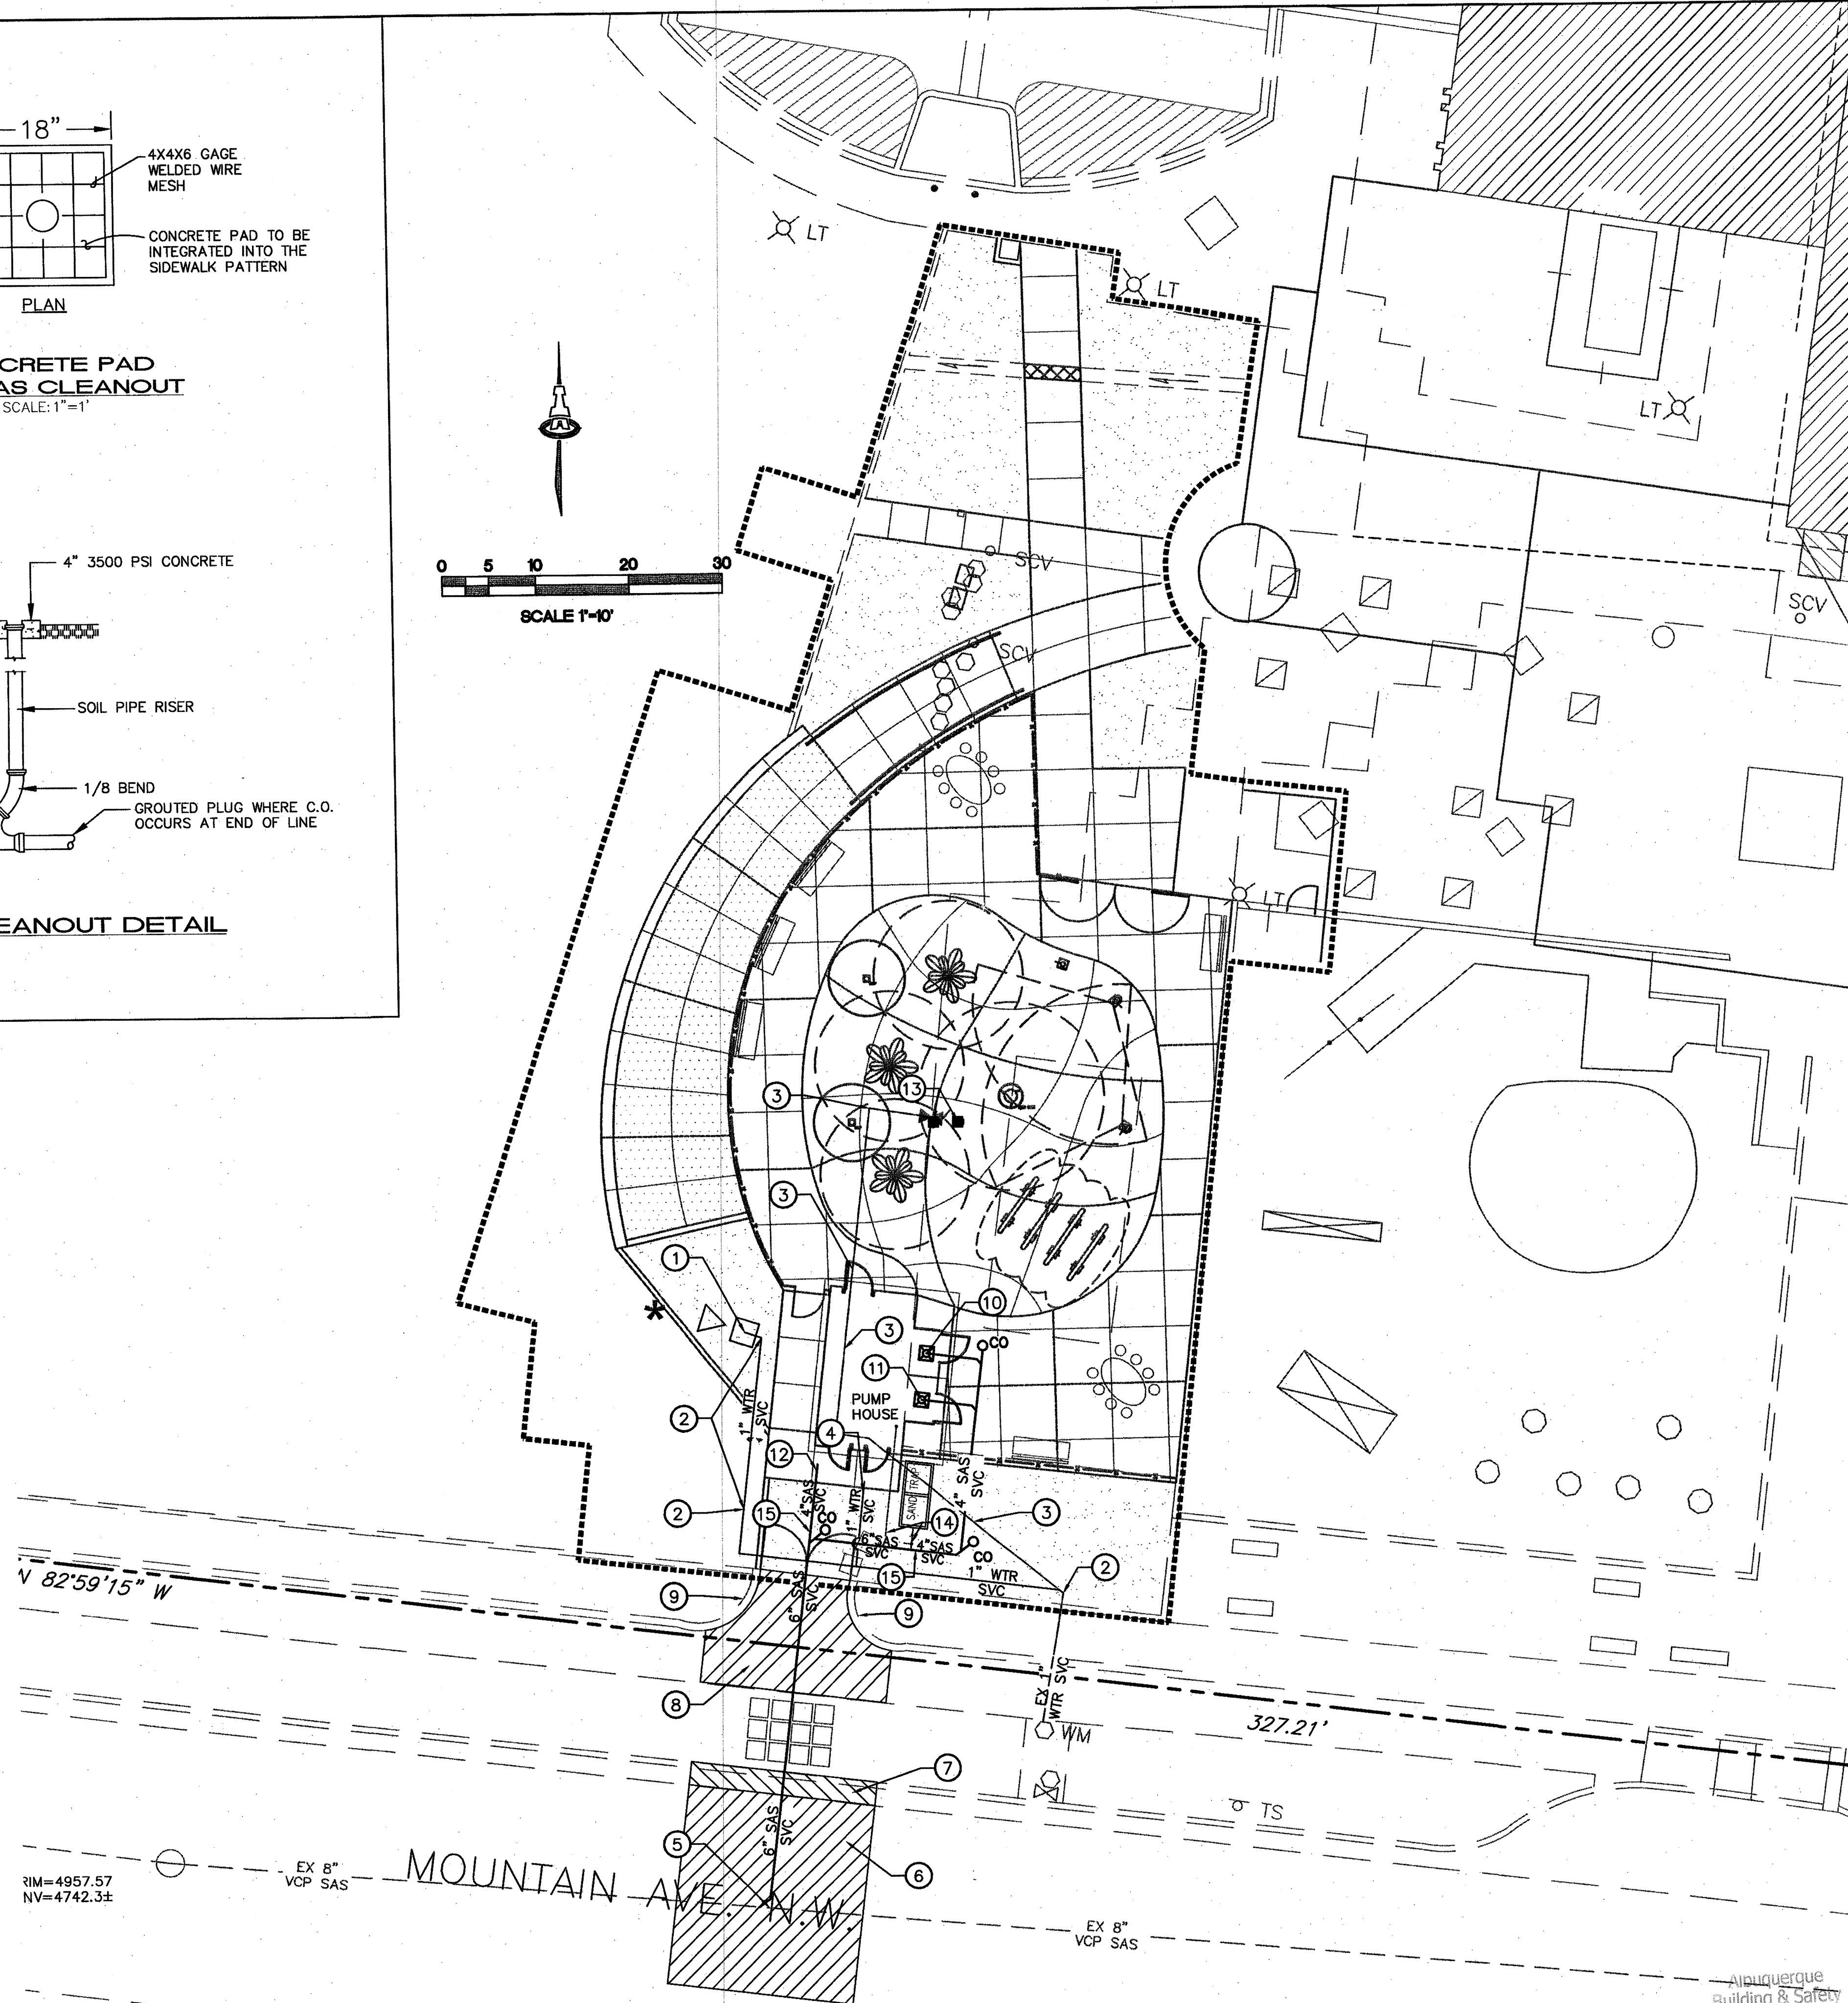 18"
4X4X6 GAGE
WELDED WIRE
MESH
CONCRETE PAD TO BE
INTEGRATED INTO THE
SIDEWALK PATTERN
PLAN
CRETE PAD
AS CLEANOUT
SCALE: 1"=1'
4" 3500 PSI CONCRETE
SOIL PIPE RISER
1/8 BEND
GROUTED PLUG WHERE C.O.
OCCURS AT END OF LINE
EANOUT DETAIL
0 5 10 20 30
SCALE 1"=10'
A
LT
LT
LT
SCV
SCV
SCV
LT
3
13
3
1
10
3
CO
11
PUMP
HOUSE
2
1" WTR
SVC
4
12
4" SAS
SVC
SAND TRAP
4" SAS
SVC
1" WTR
SVC
2
15
CO
14
3
6" SAS
SVC
4" SAS
SVC
CO
1" WTR
SVC
2
15
9
9
6" SAS
SVC
N 82°59'15" W
EX 1"
WTR SVC
8
WM
327.21'
7
TS
6" SAS
SVC
5
6
RIM=4957.57
NV=4742.3±
EX 8"
VCP SAS
MOUNTAIN AVE. N.W.
EX 8"
VCP SAS
Albuquerque
Building & Safety